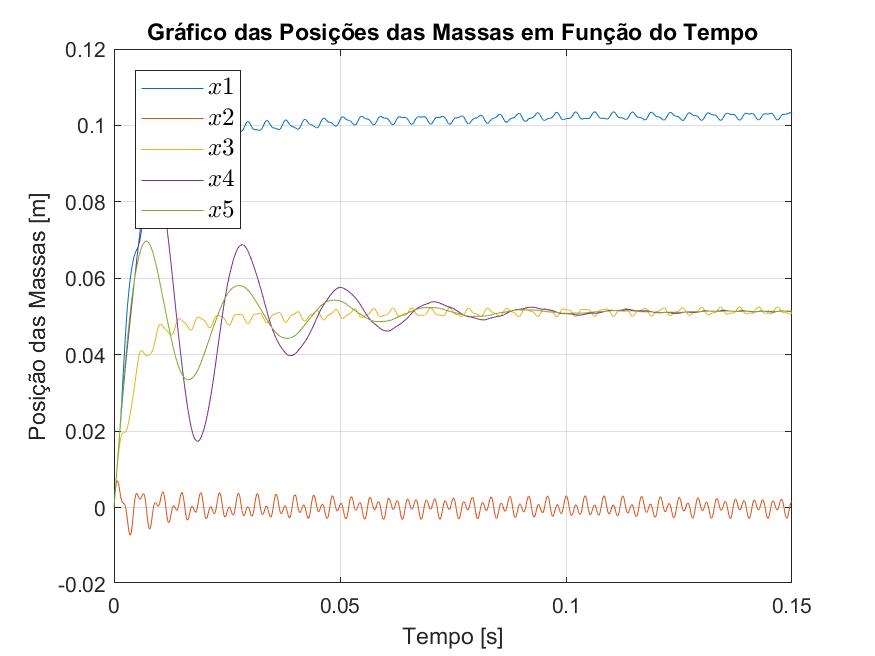 Gráfico das Posições das Massas em Função do Tempo
0.12
0.1
0.08
0.06
0.04
0.02
0
-0.02
Posição das Massas [m]
x1
x2
x3
x4
x5
0
0.05
0.1
0.15
Tempo [s]